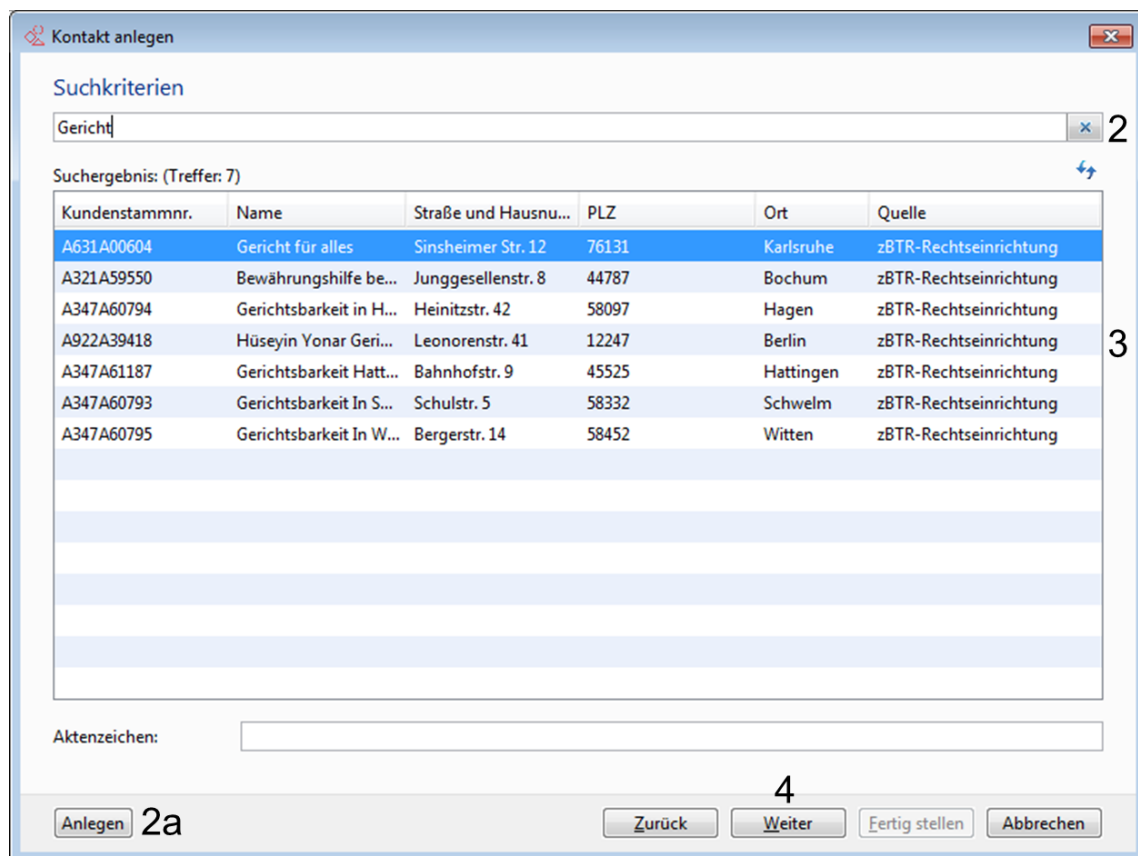 Kontakt anlegen
Suchkriterien
Gericht 2
Suchergebnis: (Treffer: 7)
Kundenstammnr. Name Straße und Hausnu... PLZ Ort Quelle
A631A00604 Gericht für alles Sinsheimer Str. 12 76131 Karlsruhe zBTR-Rechtseinrichtung
A321A59550 Bewährungshilfe be... Junggesellenstr. 8 44787 Bochum zBTR-Rechtseinrichtung
A347A60794 Gerichtsbarkeit in H... Heinitzstr. 42 58097 Hagen zBTR-Rechtseinrichtung
A922A39418 Hüseyin Yonar Geri... Leonorenstr. 41 12247 Berlin zBTR-Rechtseinrichtung 3
A347A61187 Gerichtsbarkeit Hatt... Bahnhofstr. 9 45525 Hattingen zBTR-Rechtseinrichtung
A347A60793 Gerichtsbarkeit In S... Schulstr. 5 58332 Schwelm zBTR-Rechtseinrichtung
A347A60795 Gerichtsbarkeit In W... Bergerstr. 14 58452 Witten zBTR-Rechtseinrichtung
Aktenzeichen:
4
Anlegen 2a Zurück Weiter Fertig stellen Abbrechen